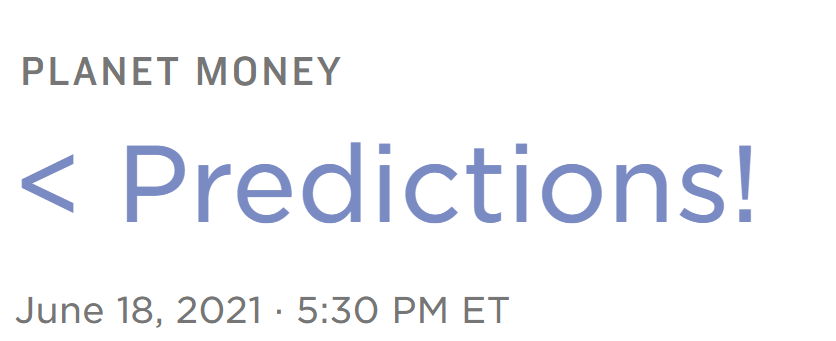 PLANET MONEY
< Predictions!
June 18, 2021 · 5:30 PM ET